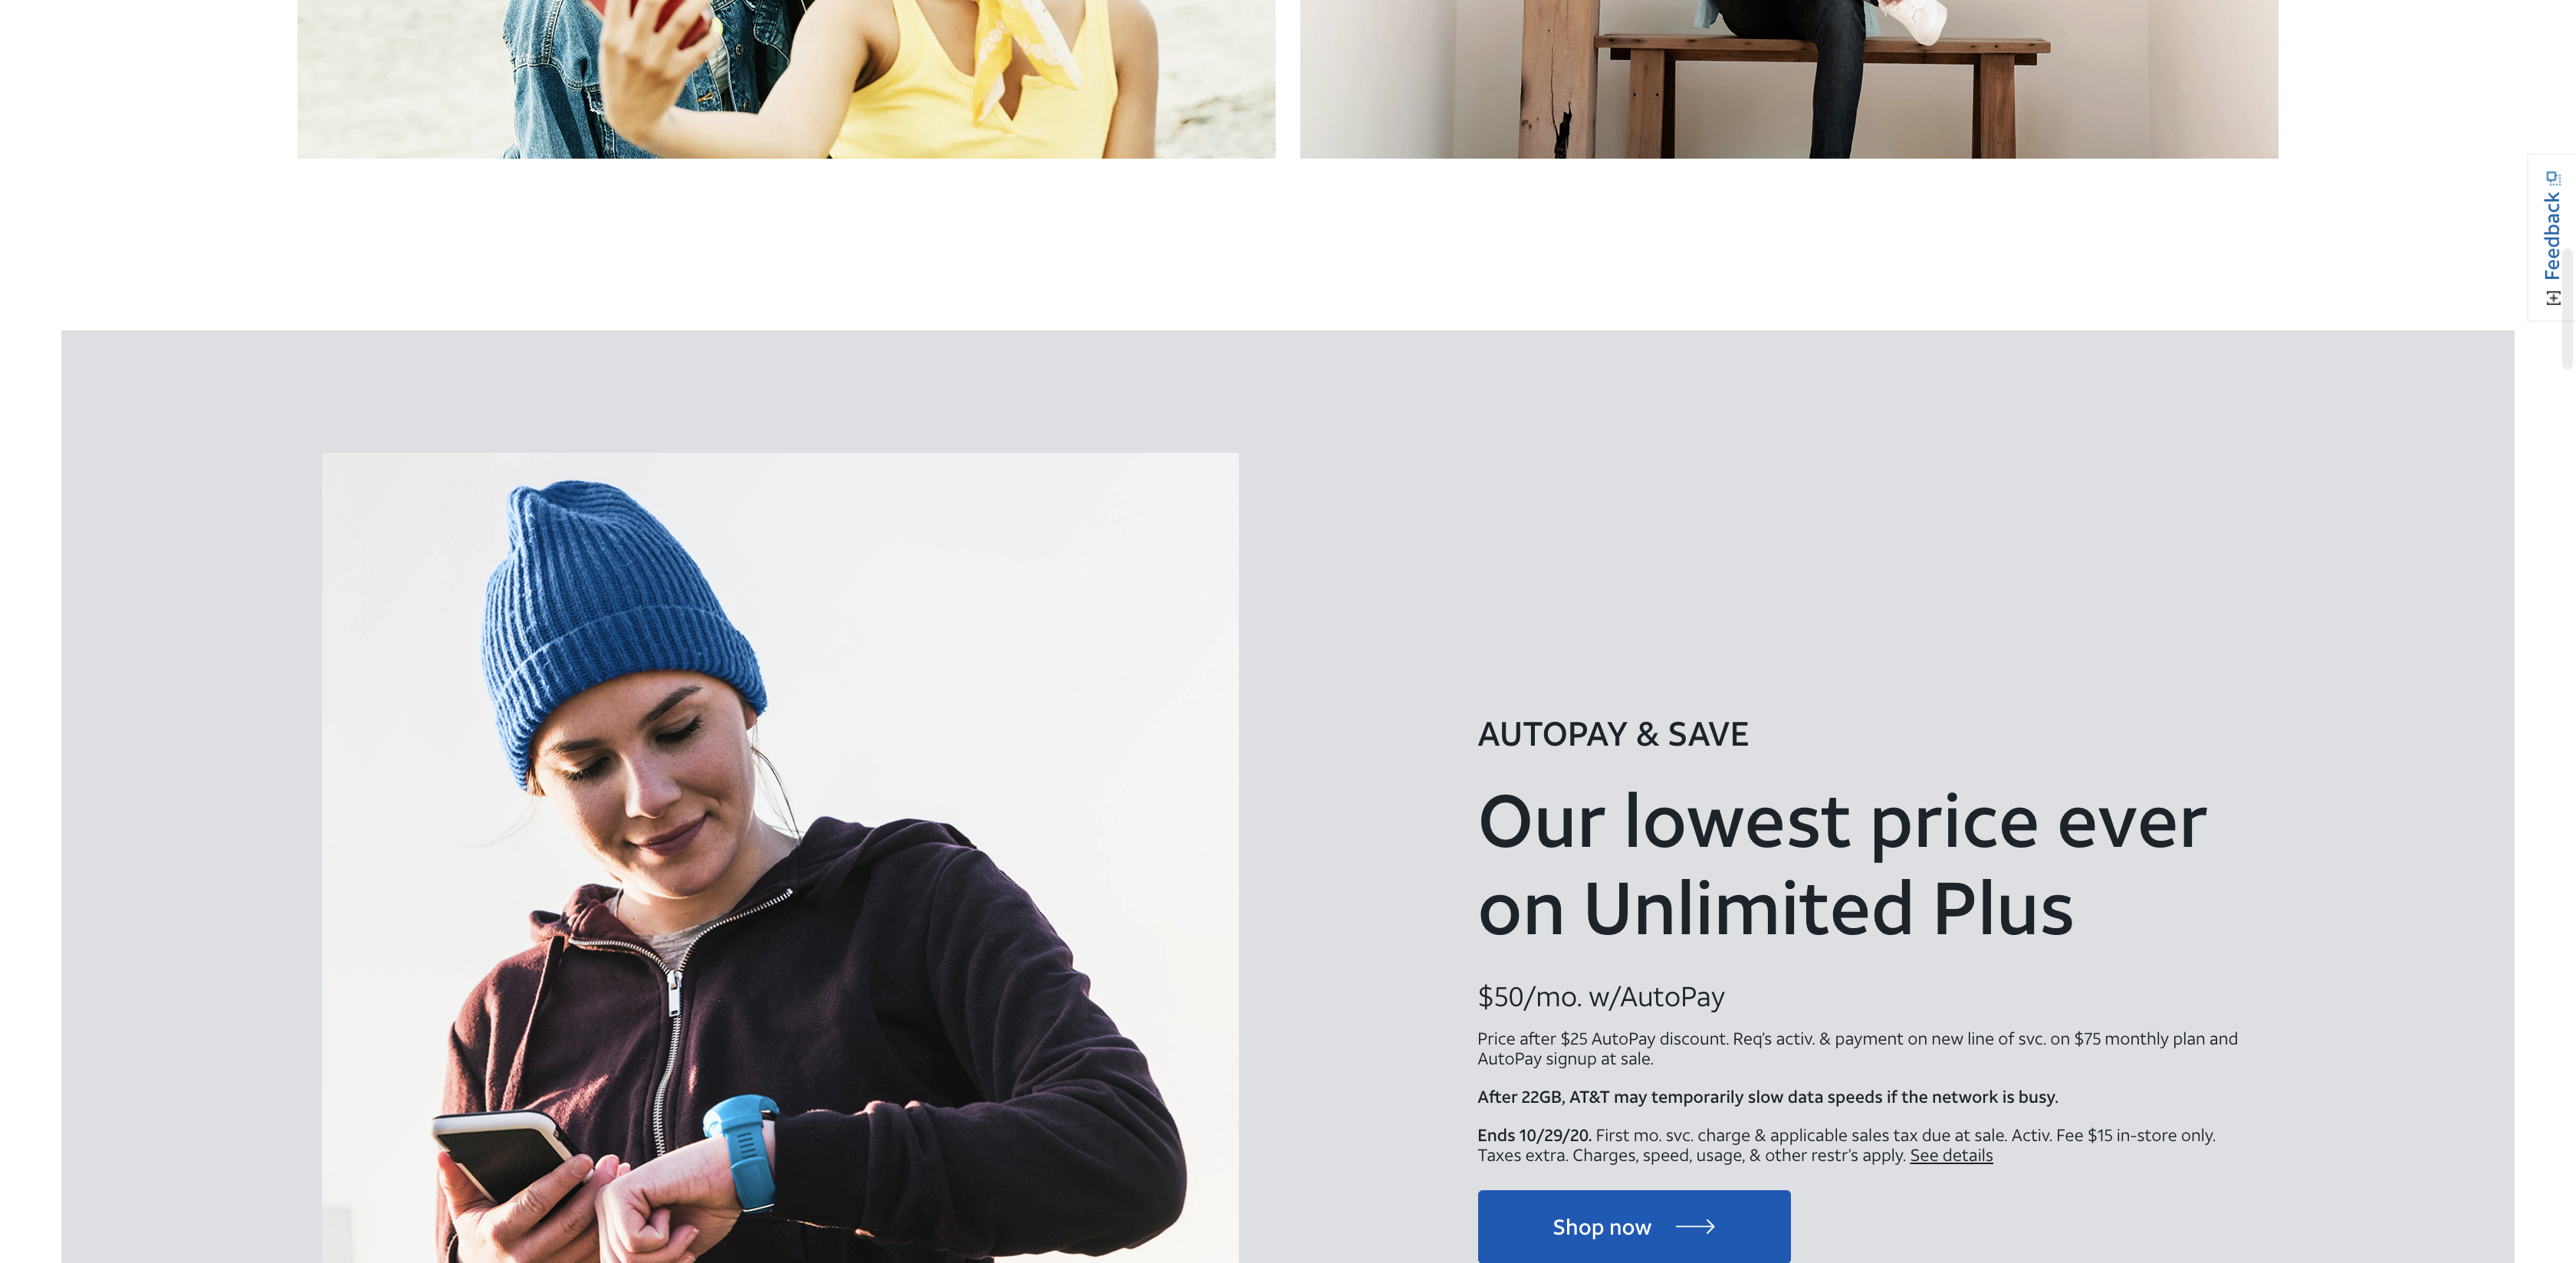 Feedback
[+]
AUTOPAY & SAVE
Our lowest price ever
on Unlimited Plus
$50/mo. w/AutoPay
Price after $25 AutoPay discount. Req's activ. & payment on new line of svc. on $75 monthly plan and
AutoPay signup at sale.
After 22GB, AT&T may temporarily slow data speeds if the network is busy.
Ends 10/29/20. First mo. svc. charge & applicable sales tax due at sale. Activ. Fee $15 in-store only.
Taxes extra. Charges, speed, usage, & other restr's apply. See details
Shop now